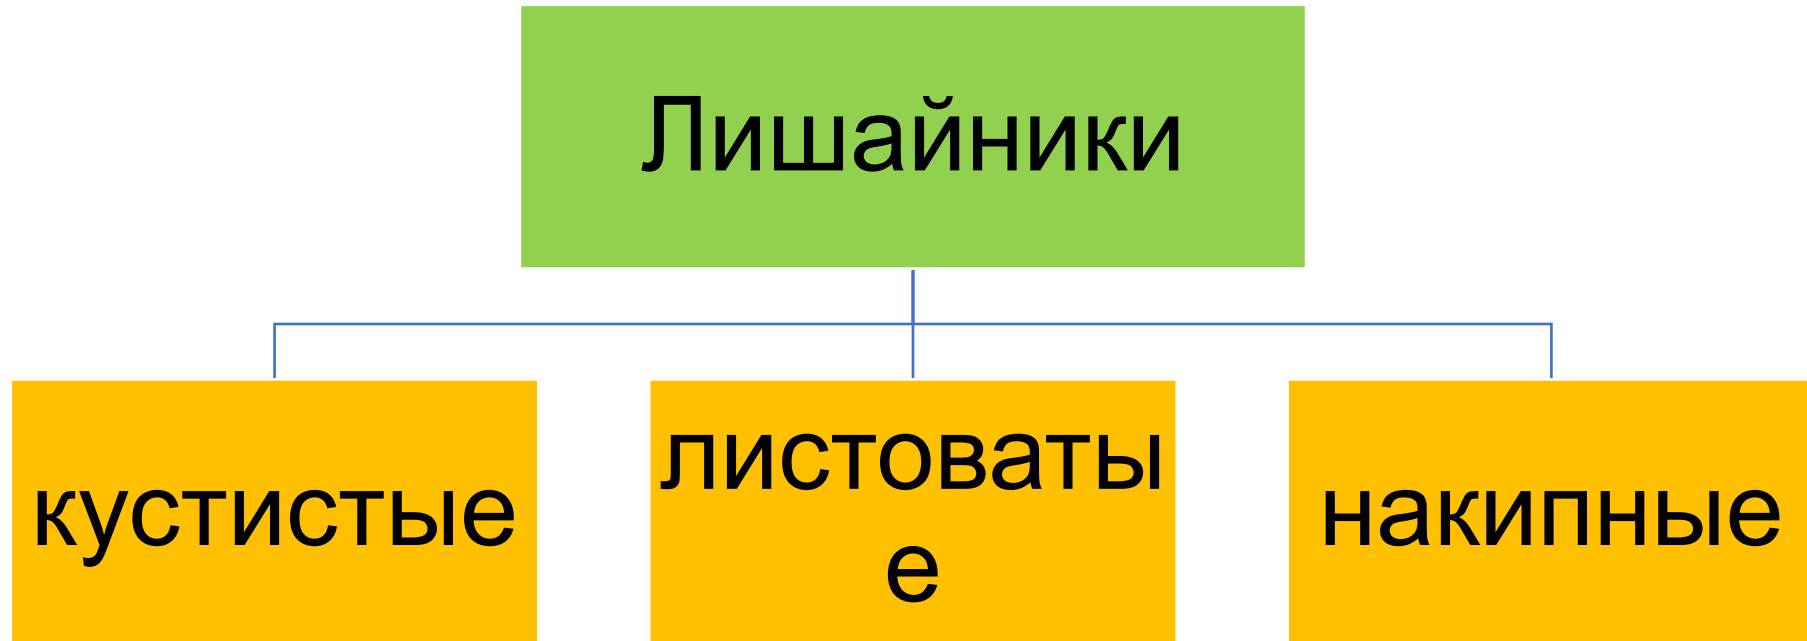 Лишайники
кустистые
листоваты
е
накипные